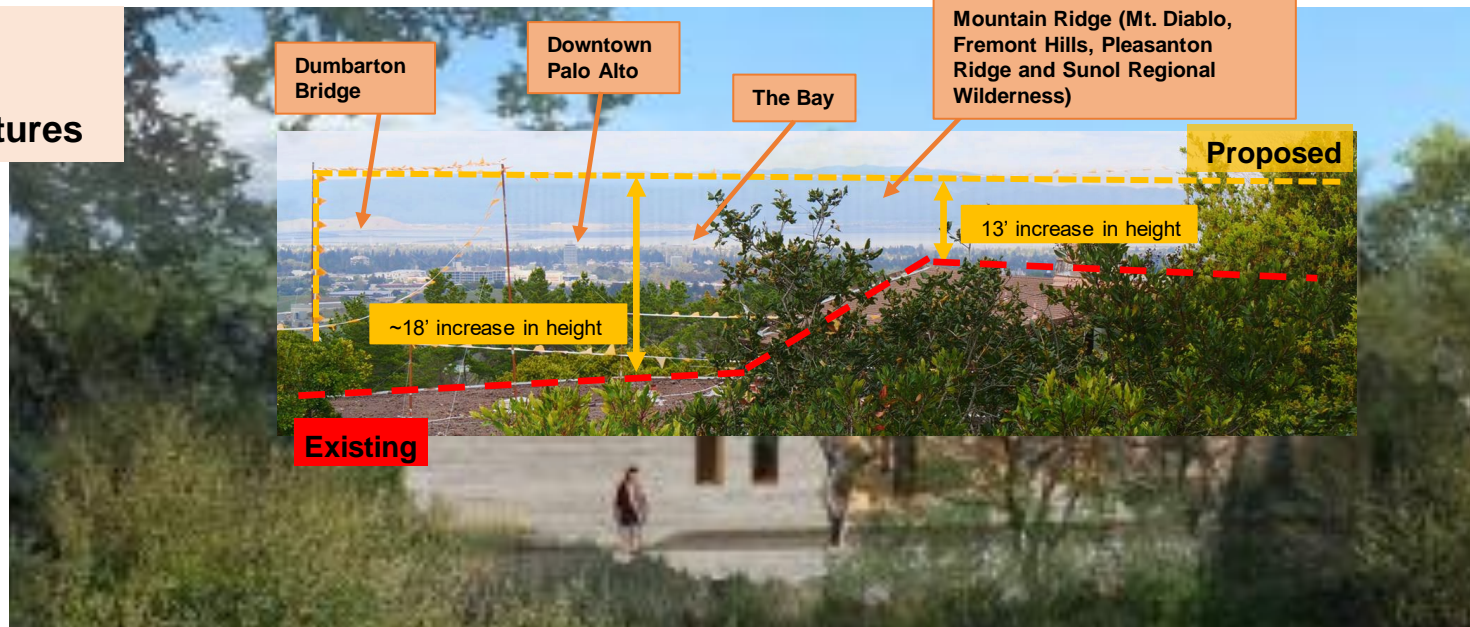 tures
Dumbarton
Bridge
Downtown
Palo Alto
The Bay
Mountain Ridge (Mt. Diablo,
Fremont Hills, Pleasanton
Ridge and Sunol Regional
Wilderness)
Proposed
13’ increase in height
~18’ increase in height
Existing